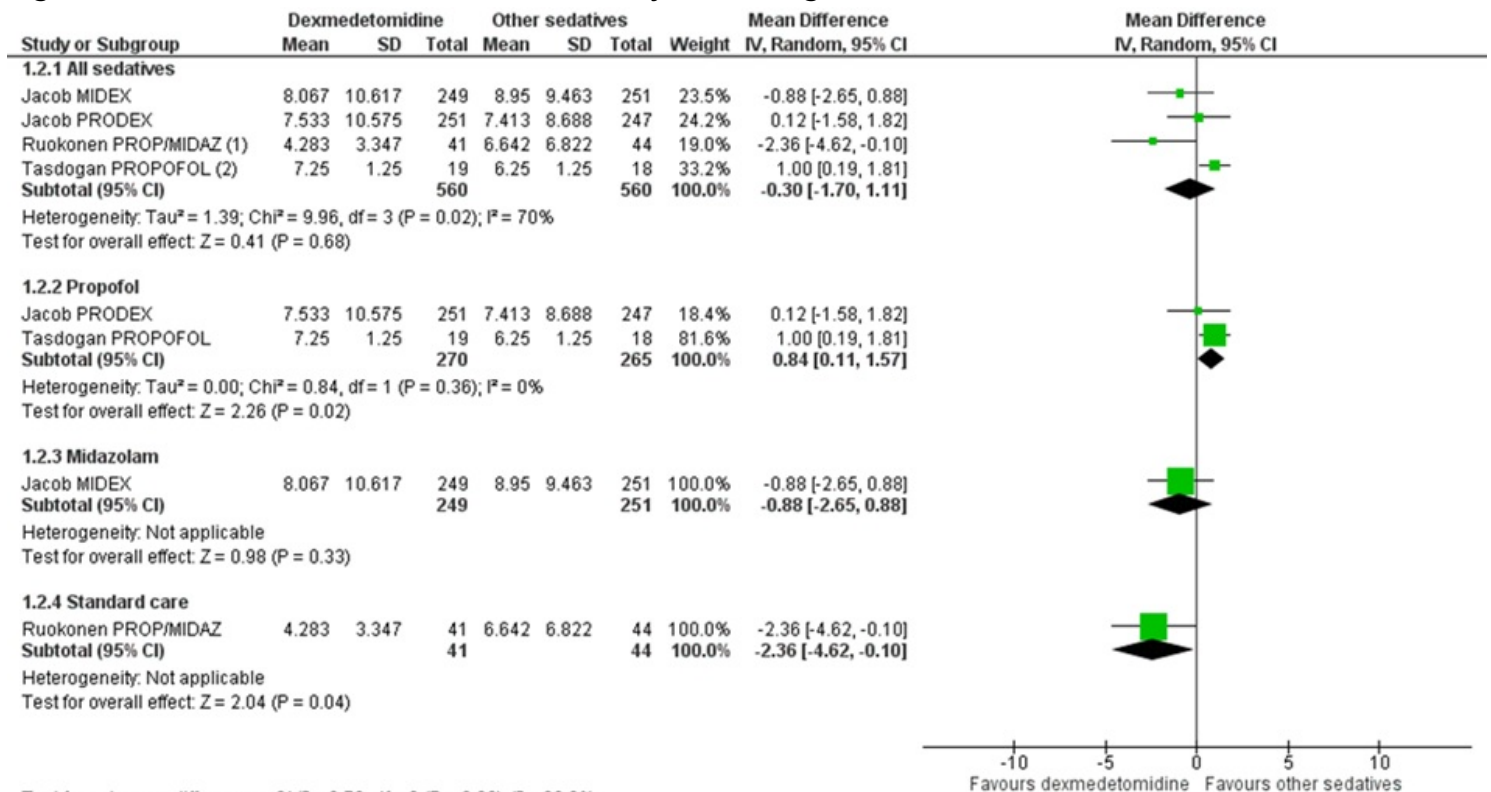 Dexmedetomidine Other sedatives Mean Difference Mean Difference
Study or Subgroup Mean SD Total Mean SD Total Weight IV, Random, 95% CI IV, Random, 95% CI
1.2.1 All sedatives
Jacob MIDEX 8.067 10.617 249 8.95 9.463 251 23.5% -0.88 [-2.65, 0.88]
Jacob PRODEX 7.533 10.575 251 7.413 8.688 247 24.2% 0.12 [-1.58, 1.82]
Ruokonen PROP/MIDAZ (1) 4.283 3.347 41 6.642 6.822 44 19.0% -2.36 [-4.62, -0.10]
Tasdogan PROPOFOL (2) 7.25 1.25 19 6.25 1.25 18 33.2% 1.00 [0.19, 1.81]
Subtotal (95% CI) 560 560 100.0% -0.30 [-1.70, 1.11]
Heterogeneity: Tau² = 1.39; Chi² = 9.96, df = 3 (P = 0.02); I² = 70%
Test for overall effect: Z = 0.41 (P = 0.68)
1.2.2 Propofol
Jacob PRODEX 7.533 10.575 251 7.413 8.688 247 18.4% 0.12 [-1.58, 1.82]
Tasdogan PROPOFOL 7.25 1.25 19 6.25 1.25 18 81.6% 1.00 [0.19, 1.81]
Subtotal (95% CI) 270 265 100.0% 0.84 [0.11, 1.57]
Heterogeneity: Tau² = 0.00; Chi² = 0.84, df = 1 (P = 0.36); I² = 0%
Test for overall effect: Z = 2.26 (P = 0.02)
1.2.3 Midazolam
Jacob MIDEX 8.067 10.617 249 8.95 9.463 251 100.0% -0.88 [-2.65, 0.88]
Subtotal (95% CI) 249 251 100.0% -0.88 [-2.65, 0.88]
Heterogeneity: Not applicable
Test for overall effect: Z = 0.98 (P = 0.33)
1.2.4 Standard care
Ruokonen PROP/MIDAZ 4.283 3.347 41 6.642 6.822 44 100.0% -2.36 [-4.62, -0.10]
Subtotal (95% CI) 41 44 100.0% -2.36 [-4.62, -0.10]
Heterogeneity: Not applicable
Test for overall effect: Z = 2.04 (P = 0.04)
-10 -5 0 5 10
Favours dexmedetomidine Favours other sedatives